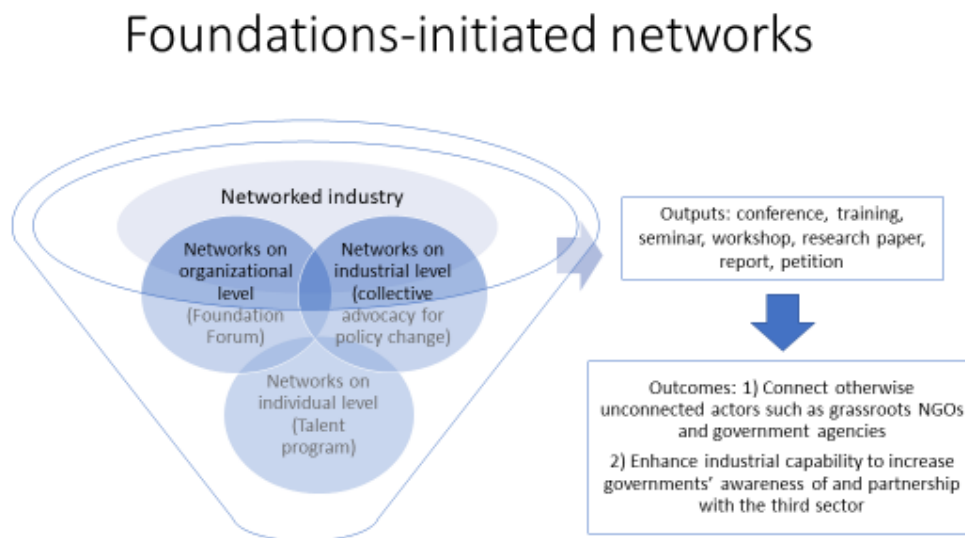 Foundations-initiated networks
Networked industry
Networks on
organizational
level
(Foundation
Forum)
Networks on
industrial level
(collective
advocacy for
policy change)
Networks on
individual level
(Talent
program)
Outputs: conference, training,
seminar, workshop, research paper,
report, petition
Outcomes: 1) Connect otherwise
unconnected actors such as grassroots NGOs
and government agencies
2) Enhance industrial capability to increase
governments' awareness of and partnership
with the third sector